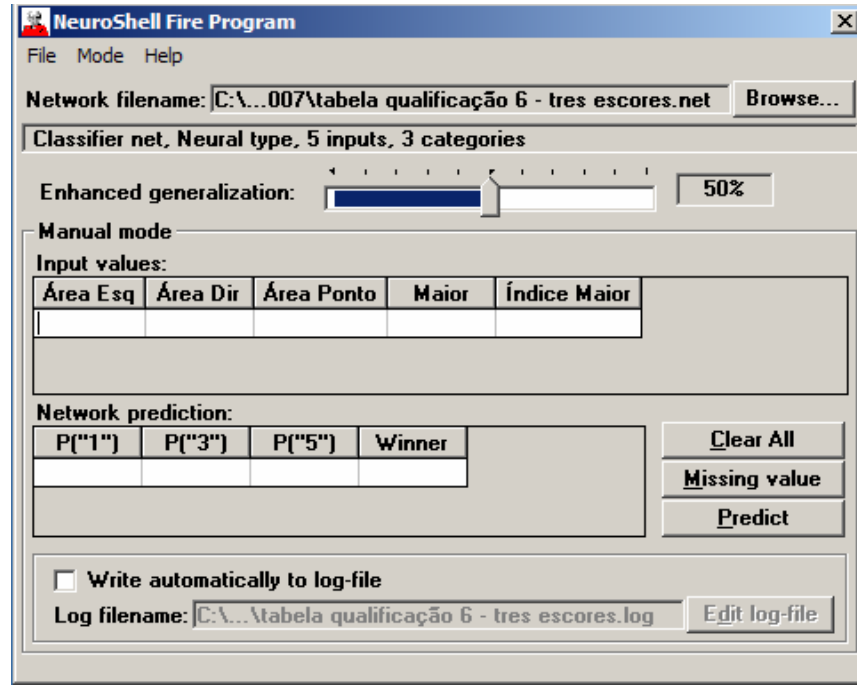 NeuroShell Fire Program
File Mode Help
Network filename: C:\...007\tabela qualificação 6 - tres escores.net Browse...
Classifier net, Neural type, 5 inputs, 3 categories
Enhanced generalization: 50%
Manual mode
Input values:
Área Esq Área Dir Área Ponto Maior Índice Maior
Network prediction:
P("1") P("3") P("5") Winner
Clear All
Missing value
Predict
Write automatically to log-file
Log filename: C:\...\tabela qualificação 6 - tres escores.log Edit log-file